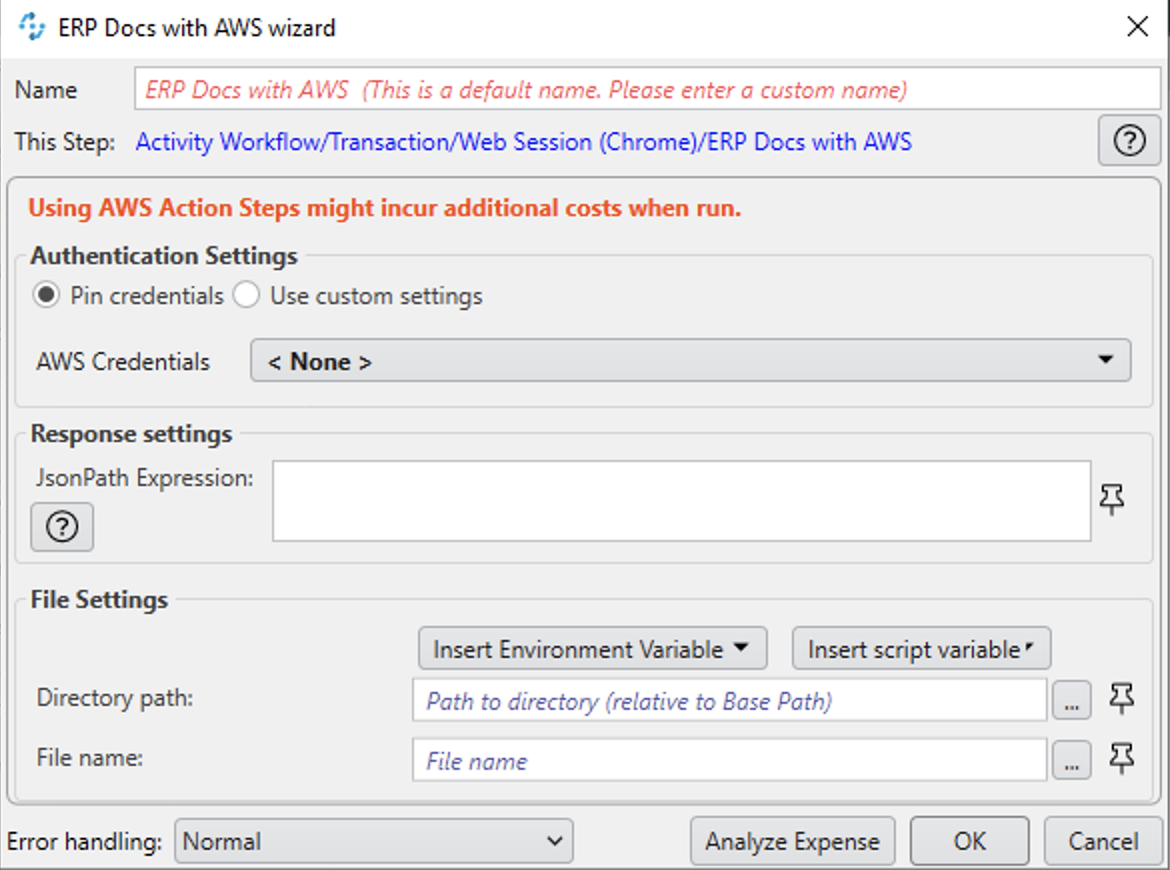 ERP Docs with AWS wizard
Name ERP Docs with AWS (This is a default name. Please enter a custom name)
This Step: Activity Workflow/Transaction/Web Session (Chrome)/ERP Docs with AWS ?
Using AWS Action Steps might incur additional costs when run.
Authentication Settings
Pin credentials Use custom settings
AWS Credentials < None >
Response settings
JsonPath Expression:
?
File Settings
Insert Environment Variable Insert script variable
Directory path: Path to directory (relative to Base Path) ...
File name: File name ...
Error handling: Normal Analyze Expense OK Cancel